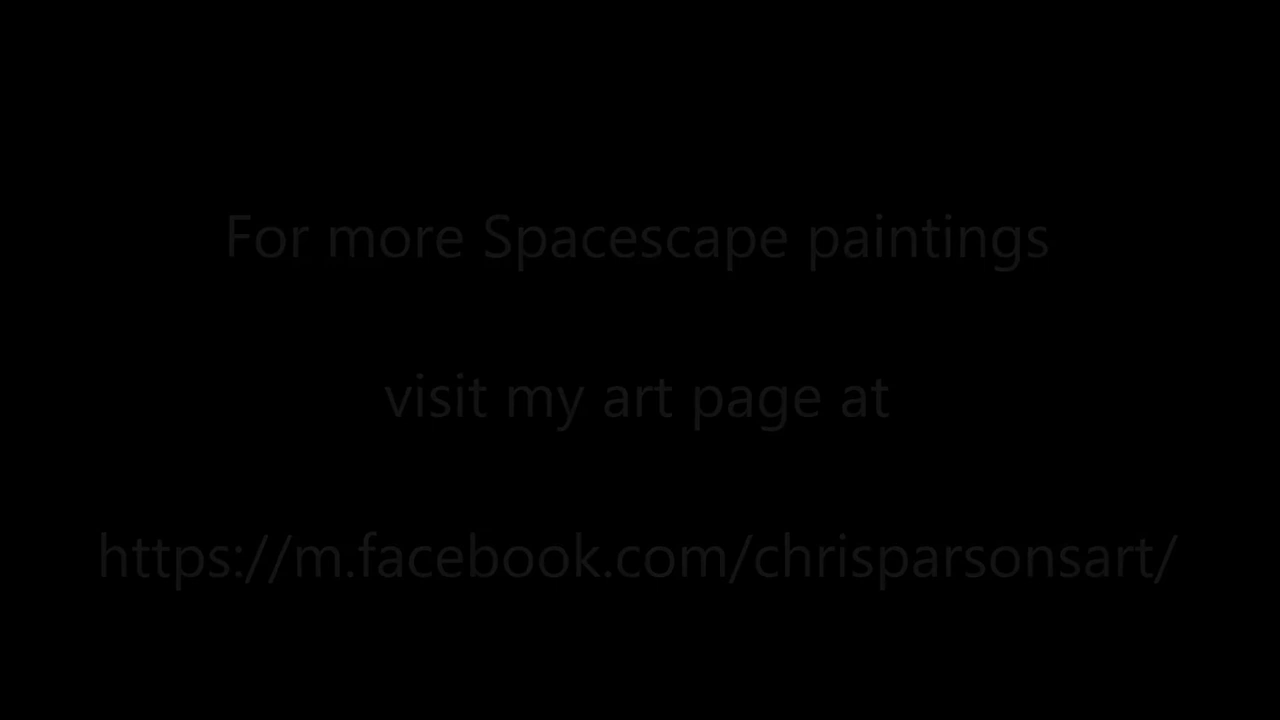 For more Spacescape paintings
visit my art page at
https://m.facebook.com/chrisparsonsart/